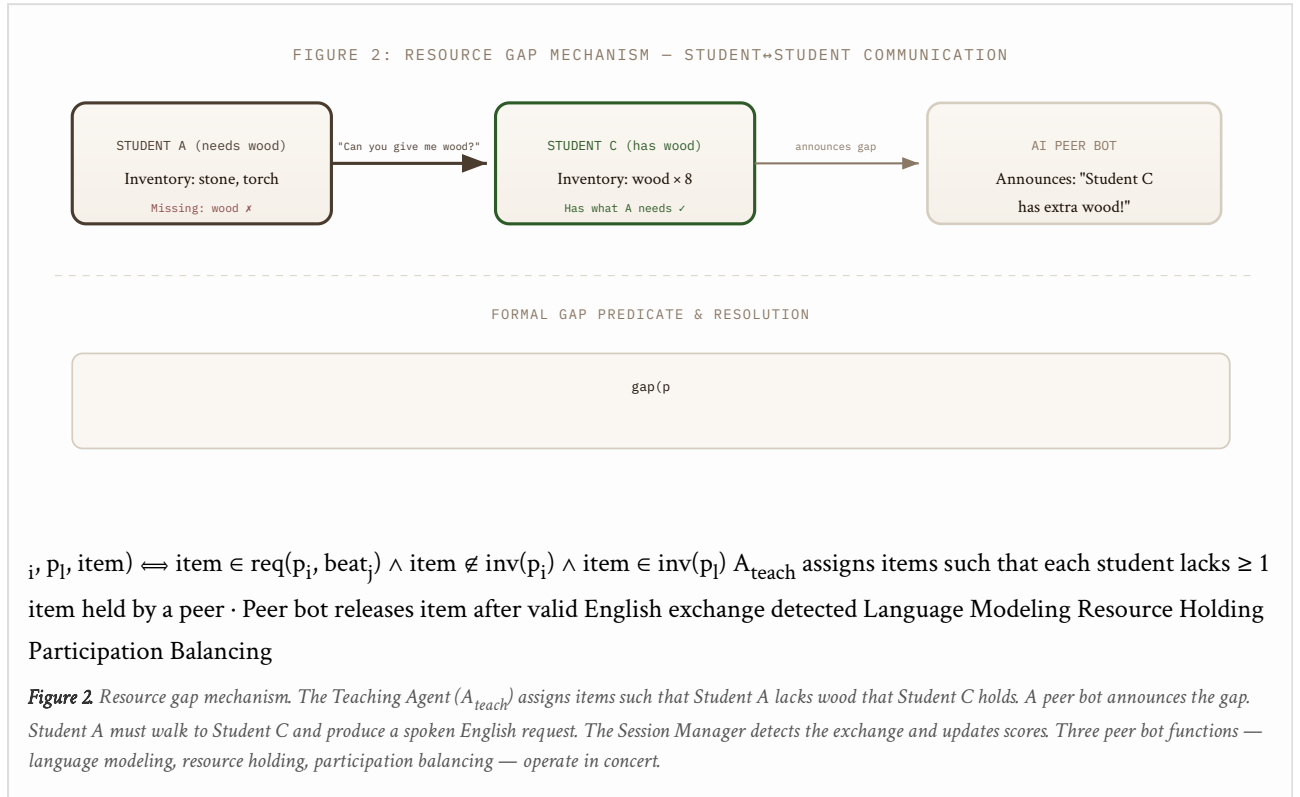 FIGURE 2: RESOURCE GAP MECHANISM — STUDENT↔STUDENT COMMUNICATION
STUDENT A (needs wood)
Inventory: stone, torch
Missing: wood ✗
"Can you give me wood?"
STUDENT C (has wood)
Inventory: wood × 8
Has what A needs ✓
announces gap
AI PEER BOT
Announces: "Student C
has extra wood!"
FORMAL GAP PREDICATE & RESOLUTION
gap(p
i, pl, item) ⟺ item ∈ req(pi, beatj) ∧ item ∉ inv(pi) ∧ item ∈ inv(pl) Ateach assigns items such that each student lacks ≥ 1
item held by a peer · Peer bot releases item after valid English exchange detected Language Modeling Resource Holding
Participation Balancing
Figure 2. Resource gap mechanism. The Teaching Agent (Ateach) assigns items such that Student A lacks wood that Student C holds. A peer bot announces the gap.
Student A must walk to Student C and produce a spoken English request. The Session Manager detects the exchange and updates scores. Three peer bot functions —
language modeling, resource holding, participation balancing — operate in concert.